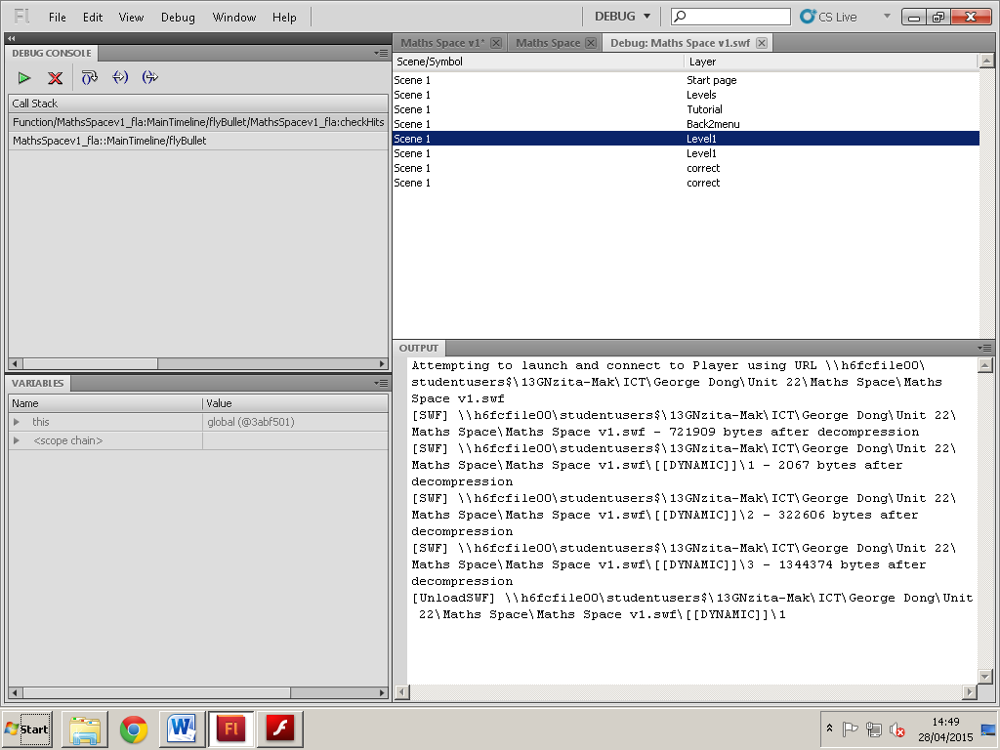 Fl File Edit View Debug Window Help DEBUG CS Live
DEBUG CONSOLE
Call Stack
Function/MathsSpacev1_fla:MainTimeline/flyBullet/MathsSpacev1_fla:checkHits
MathsSpacev1_fla::MainTimeline/flyBullet
VARIABLES
Name Value
this global (@3abf501)
<scope chain>
Maths Space v1* Maths Space Debug: Maths Space v1.swf
Scene/Symbol Layer
Scene 1 Start page
Scene 1 Levels
Scene 1 Tutorial
Scene 1 Back2menu
Scene 1 Level1
Scene 1 Level1
Scene 1 correct
Scene 1 correct
OUTPUT
Attempting to launch and connect to Player using URL \\h6fcfile00\
studentusers$\13GNzita-Mak\ICT\George Dong\Unit 22\Maths Space\Maths
Space v1.swf
[SWF] \\h6fcfile00\studentusers$\13GNzita-Mak\ICT\George Dong\Unit 22\
Maths Space\Maths Space v1.swf - 721909 bytes after decompression
[SWF] \\h6fcfile00\studentusers$\13GNzita-Mak\ICT\George Dong\Unit 22\
Maths Space\Maths Space v1.swf\[[DYNAMIC]]\1 - 2067 bytes after
decompression
[SWF] \\h6fcfile00\studentusers$\13GNzita-Mak\ICT\George Dong\Unit 22\
Maths Space\Maths Space v1.swf\[[DYNAMIC]]\2 - 322606 bytes after
decompression
[SWF] \\h6fcfile00\studentusers$\13GNzita-Mak\ICT\George Dong\Unit 22\
Maths Space\Maths Space v1.swf\[[DYNAMIC]]\3 - 1344374 bytes after
decompression
[UnloadSWF] \\h6fcfile00\studentusers$\13GNzita-Mak\ICT\George Dong\Unit
22\Maths Space\Maths Space v1.swf\[[DYNAMIC]]\1
Start W Fl 14:49
28/04/2015